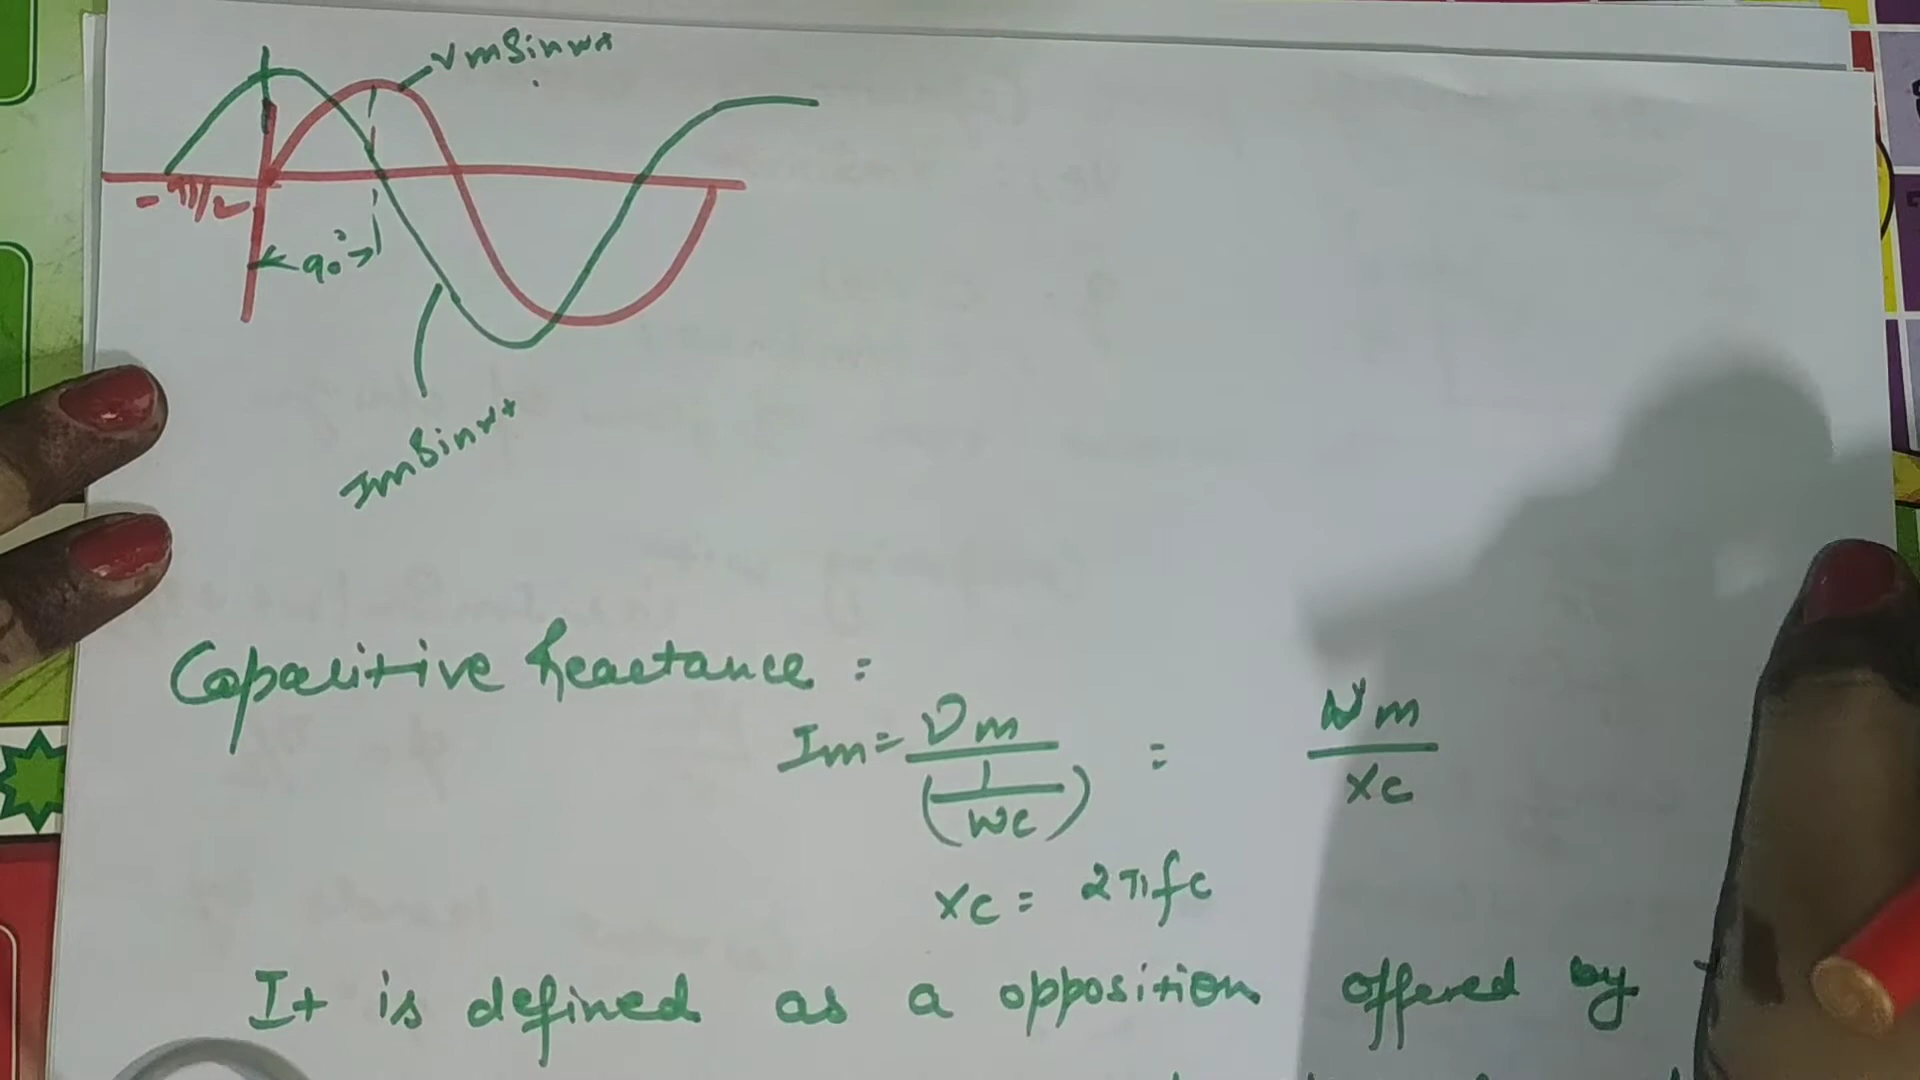 Vm Sin wt
- π/2
90°
Im Sin wt
Capacitive Reactance :
Im = Vm / (1 / wc) = Vm / Xc
Xc = 2πfc
It is defined as a opposition offered by